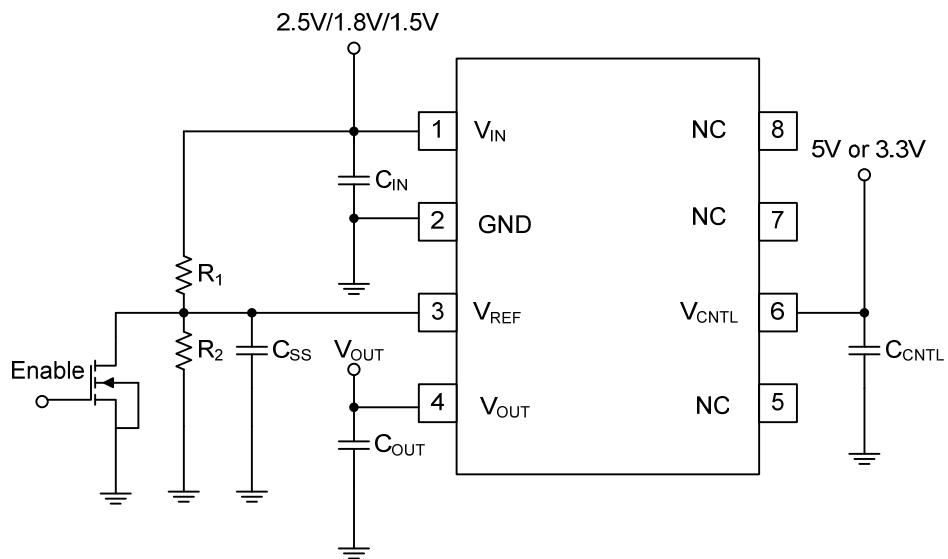 2.5V/1.8V/1.5V
1 VIN NC 8
5V or 3.3V
CIN
2 GND NC 7
R1
3 VREF VCNTL 6
R2 CSS VOUT CCNTL
Enable
4 VOUT NC 5
COUT